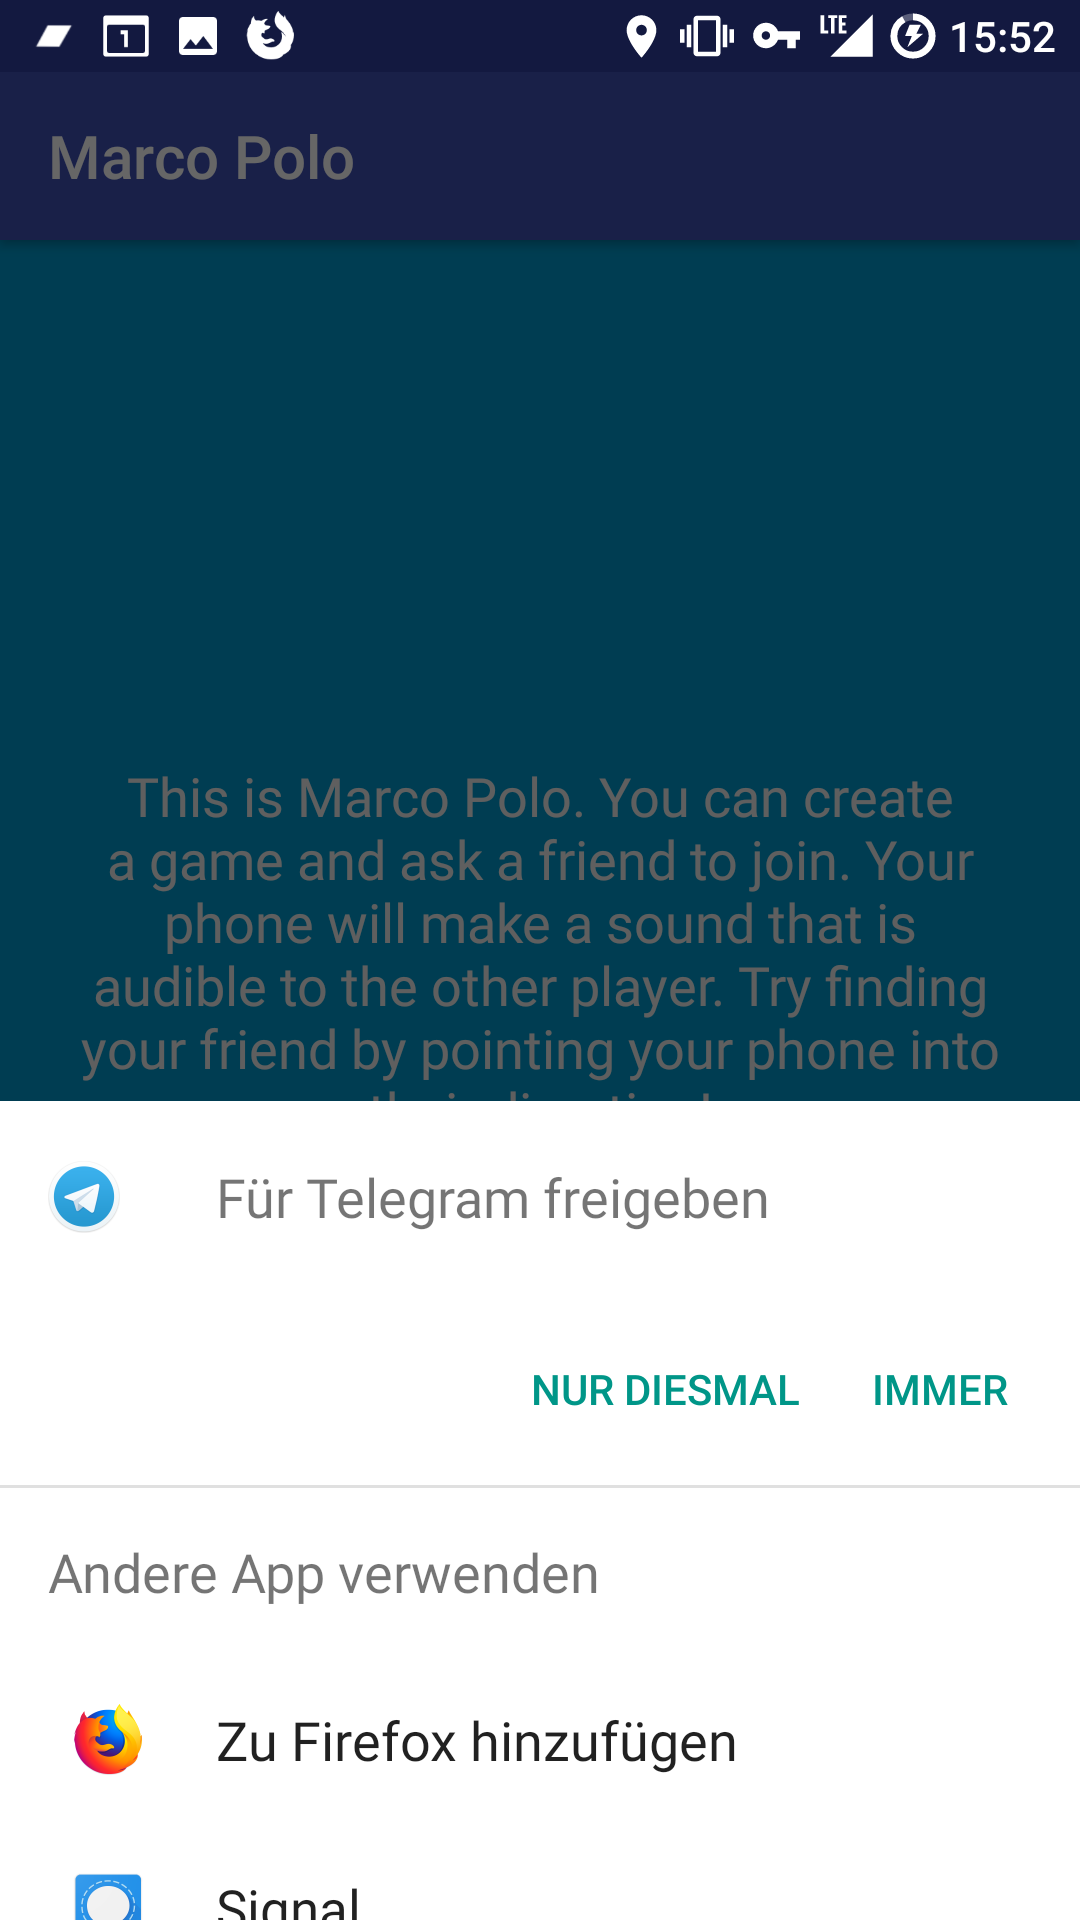 1
LTE
15:52
Marco Polo
This is Marco Polo. You can create
a game and ask a friend to join. Your
phone will make a sound that is
audible to the other player. Try finding
your friend by pointing your phone into
Für Telegram freigeben
NUR DIESMAL
IMMER
Andere App verwenden
Zu Firefox hinzufügen
Signal